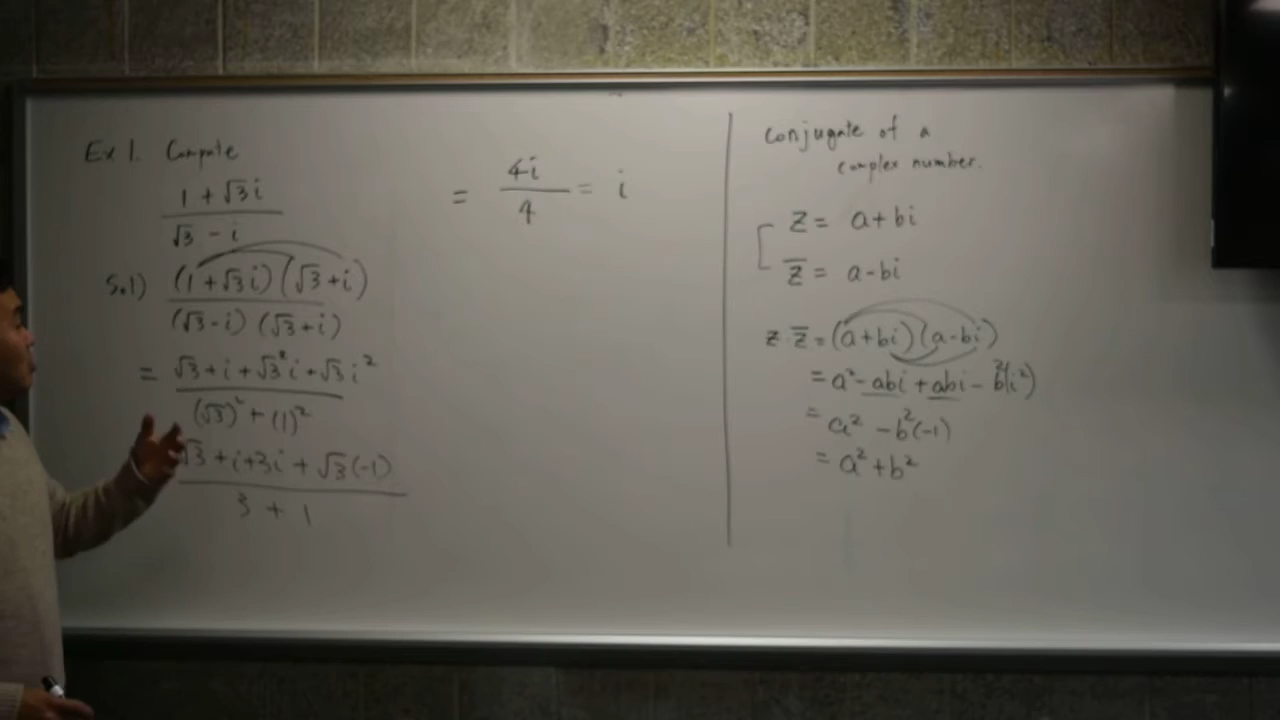 Ex 1. Compute
1 + √3 i
√3 - i
Sol) (1 + √3 i) (√3 + i)
(√3 - i) (√3 + i)
= √3 + i + √3² i + √3 i²
(√3)² + (1)²
√3 + i + 3i + √3 (-1)
3 + 1
= 4i / 4 = i
Conjugate of a
complex number.
z = a + bi
z̅ = a - bi
z · z̅ = (a + bi) (a - bi)
= a² - abi + abi - b²(i²)
= a² - b²(-1)
= a² + b²